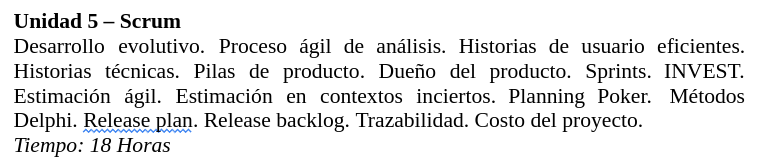 Unidad 5 – Scrum
Desarrollo evolutivo. Proceso ágil de análisis. Historias de usuario eficientes.
Historias técnicas. Pilas de producto. Dueño del producto. Sprints. INVEST.
Estimación ágil. Estimación en contextos inciertos. Planning Poker. Métodos
Delphi. Release plan. Release backlog. Trazabilidad. Costo del proyecto.
Tiempo: 18 Horas